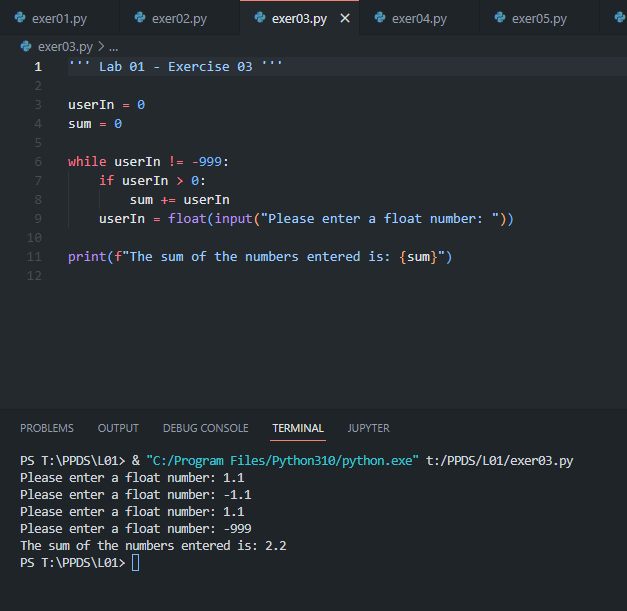 exer01.py exer02.py exer03.py exer04.py exer05.py
exer03.py > ...
1 ''' Lab 01 - Exercise 03 '''
2
3 userIn = 0
4 sum = 0
5
6 while userIn != -999:
7     if userIn > 0:
8         sum += userIn
9     userIn = float(input("Please enter a float number: "))
10
11 print(f"The sum of the numbers entered is: {sum}")
12
PROBLEMS OUTPUT DEBUG CONSOLE TERMINAL JUPYTER
PS T:\PPDS\L01> & "C:/Program Files/Python310/python.exe" t:/PPDS/L01/exer03.py
Please enter a float number: 1.1
Please enter a float number: -1.1
Please enter a float number: 1.1
Please enter a float number: -999
The sum of the numbers entered is: 2.2
PS T:\PPDS\L01>